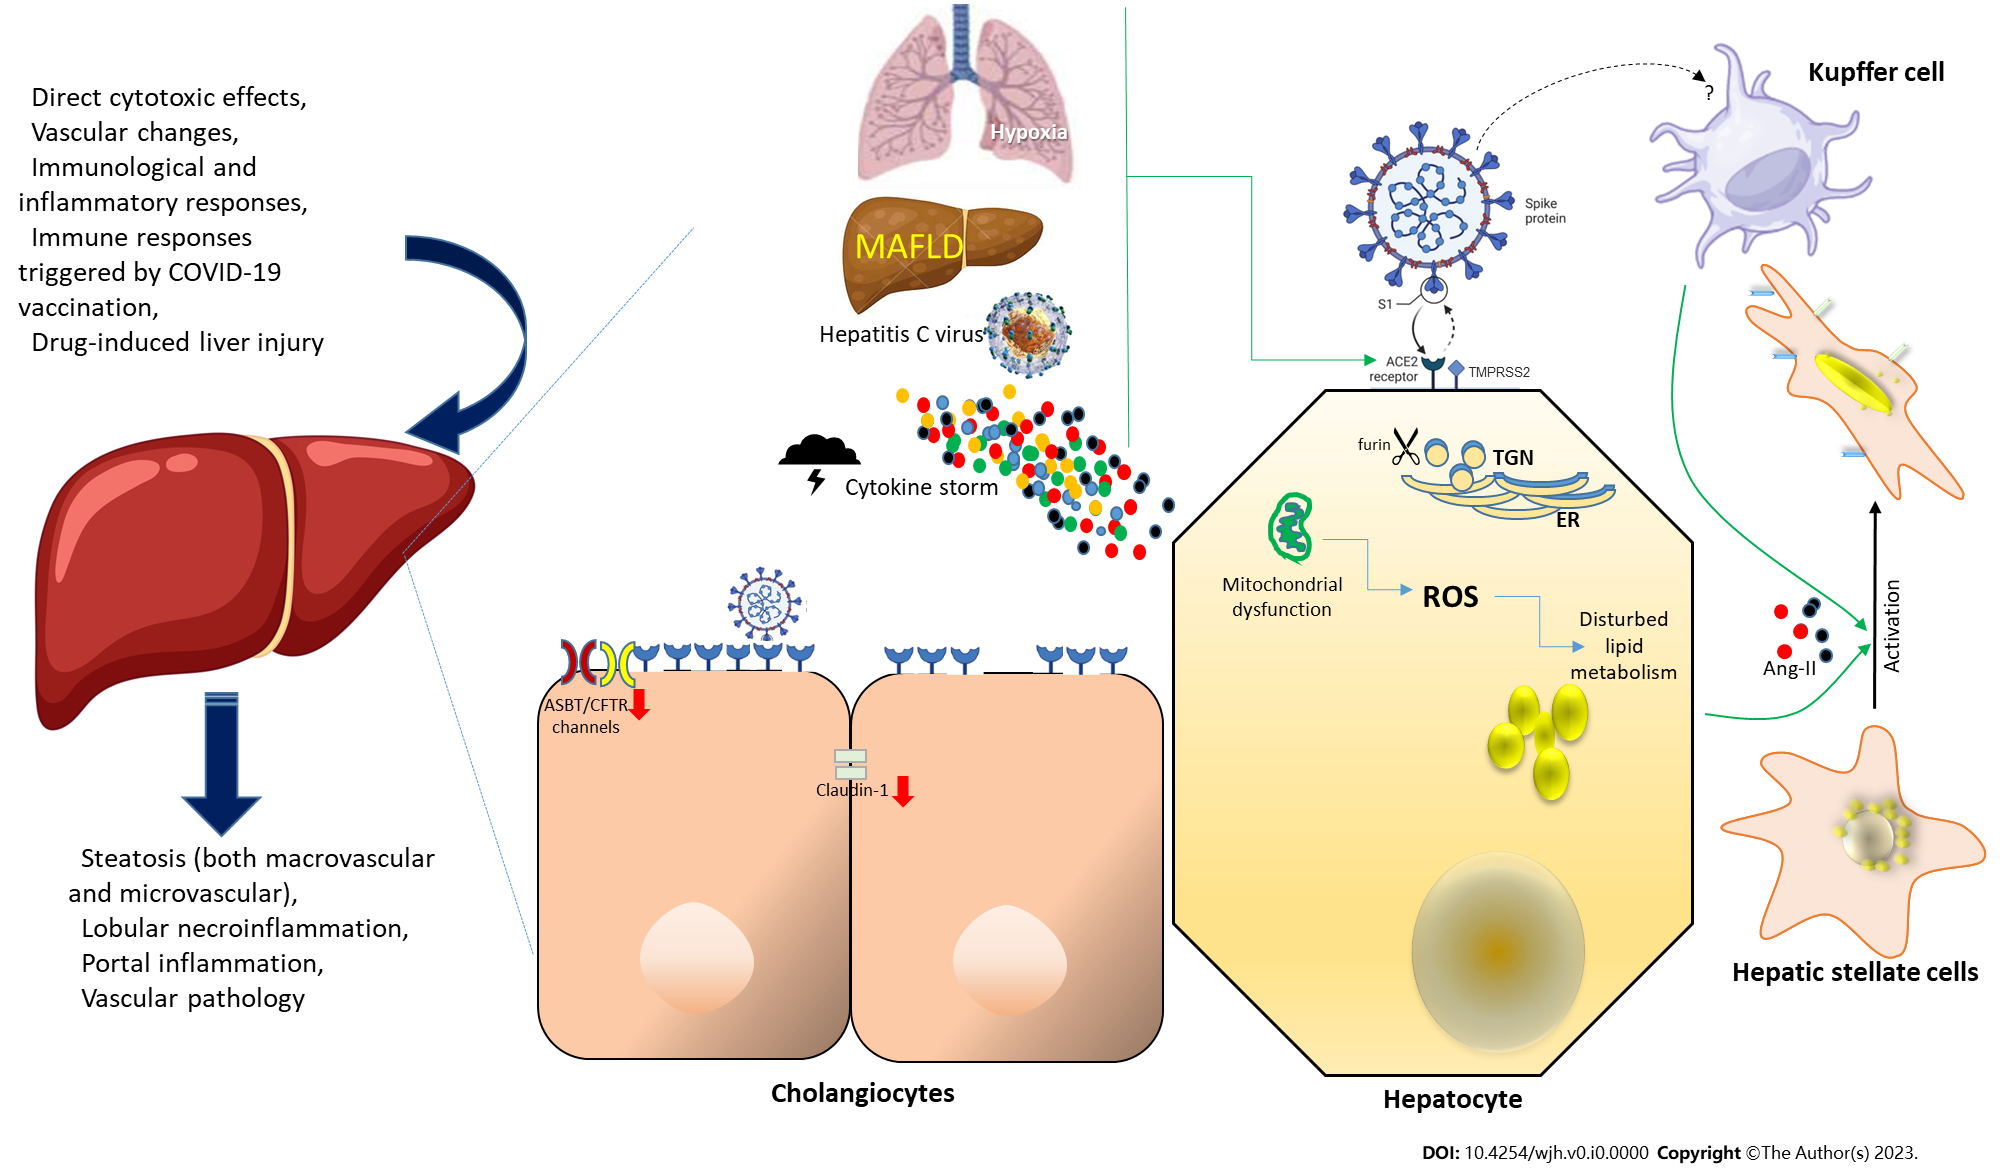 Direct cytotoxic effects,
Vascular changes,
Immunological and
inflammatory responses,
Immune responses
triggered by COVID-19
vaccination,
Drug-induced liver injury
Steatosis (both macrovascular
and microvascular),
Lobular necroinflammation,
Portal inflammation,
Vascular pathology
Hypoxia
MAFLD
Hepatitis C virus
Cytokine storm
ASBT/CFTR
channels
Claudin-1
Cholangiocytes
Spike
protein
S1
ACE2
receptor
TMPRSS2
furin
TGN
ER
Mitochondrial
dysfunction
ROS
Disturbed
lipid
metabolism
Hepatocyte
?
Kupffer cell
Ang-II
Activation
Hepatic stellate cells
DOI: 10.4254/wjh.v0.i0.0000 Copyright ©The Author(s) 2023.